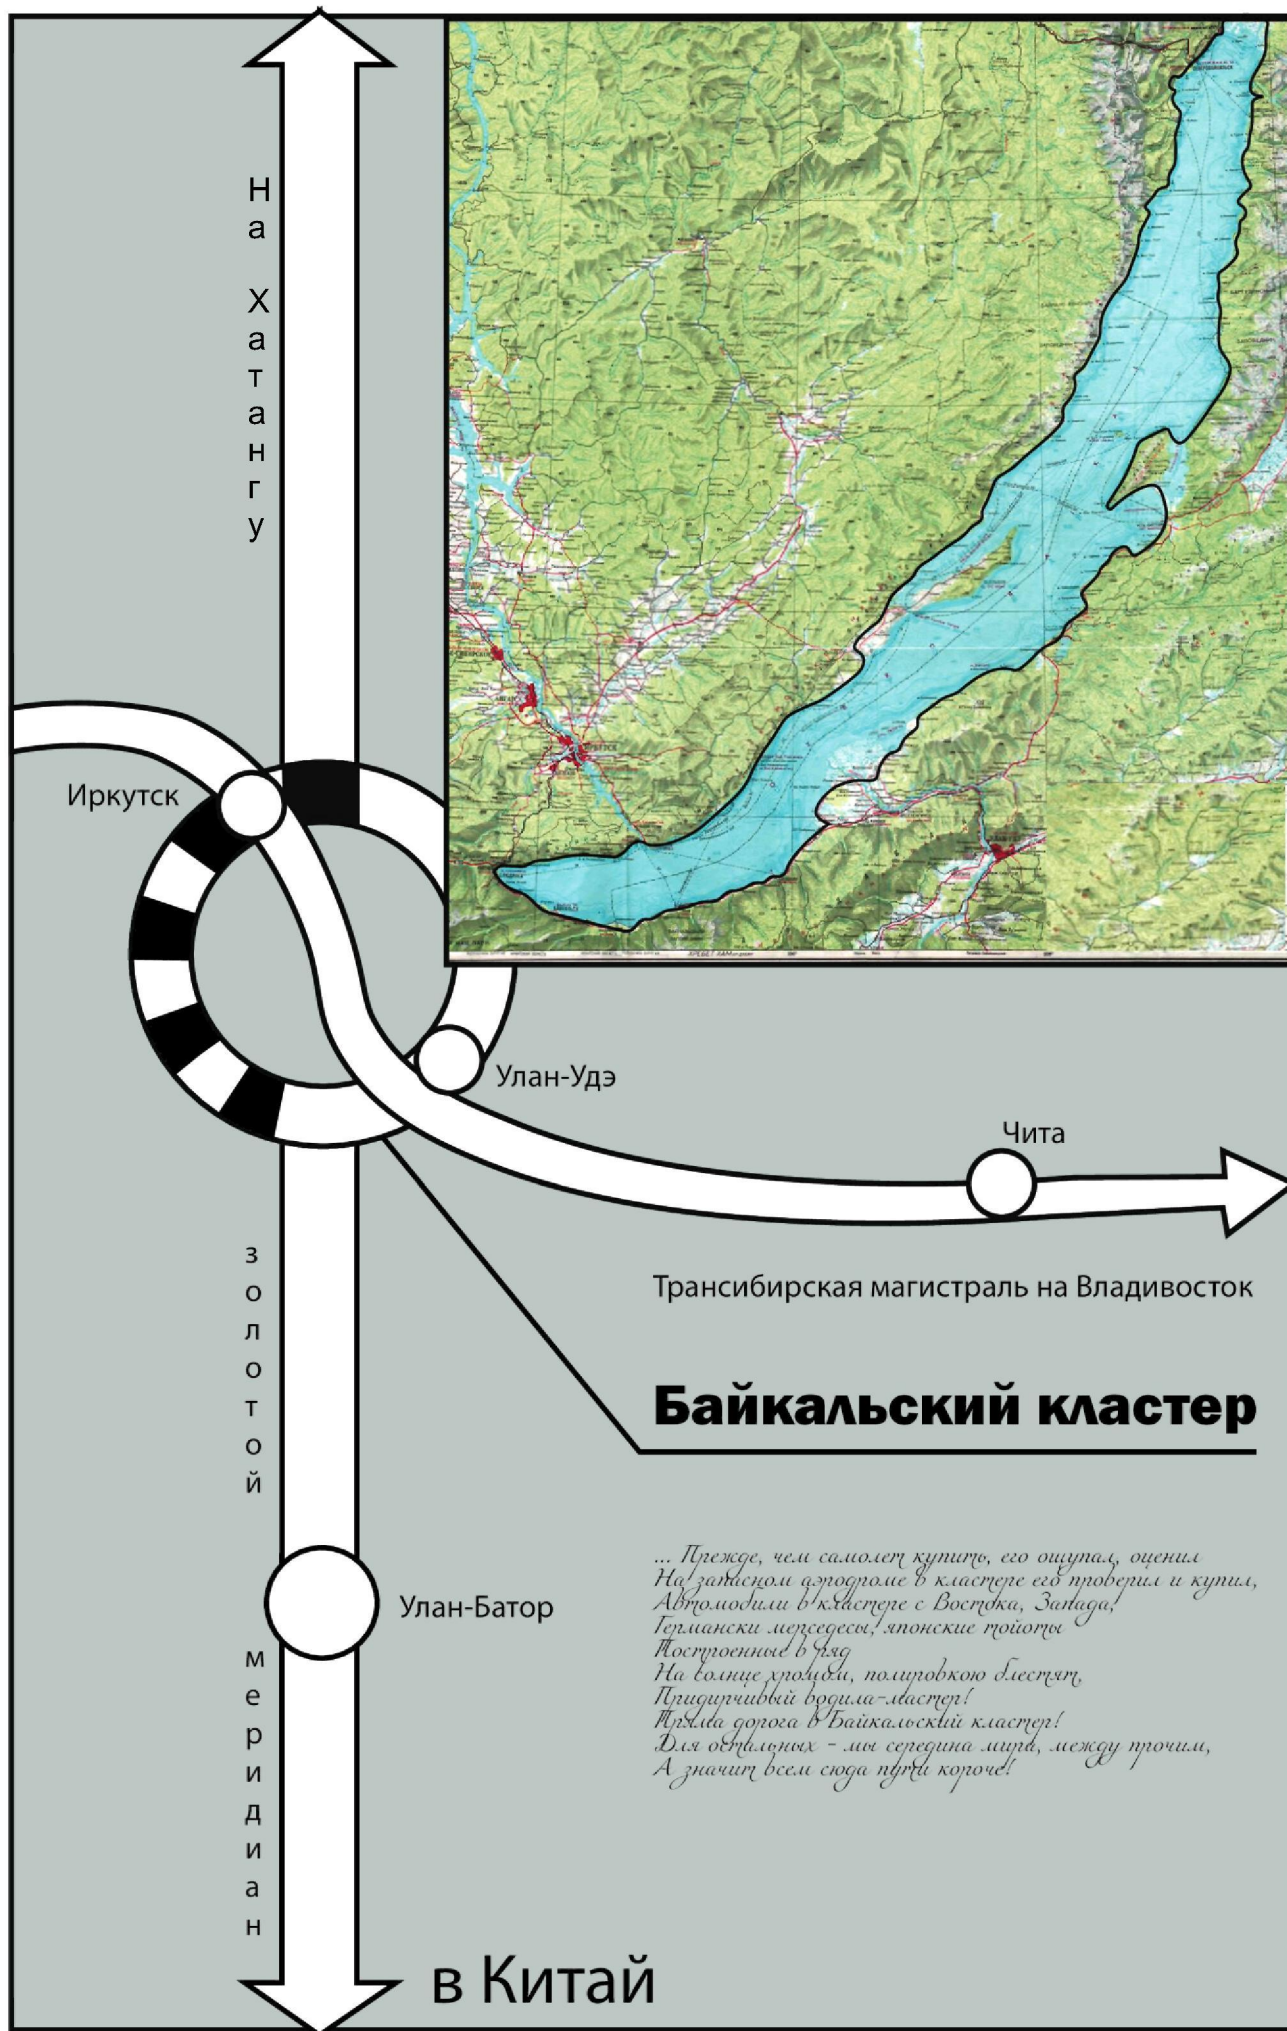 На Хатангу
Иркутск
Улан-Удэ
Чита
Трансибирская магистраль на Владивосток
Байкальский кластер
золотой
Улан-Батор
меридиан
... Прежде, чем самолет купить, его ощупал, оценил
На запасном аэродроме в кластере его проверил и купил,
Автомобили в кластере с Востока, Запада,
Германски мерседесы, японские тойоты
Построенные в ряд
На солнце хромом, полировкою блестят,
Придирчивый водила-мастер!
Пряма дорога в Байкальский кластер!
Для остальных - мы середина мира, между прочим,
А значит всем сюда пути короче!
в Китай